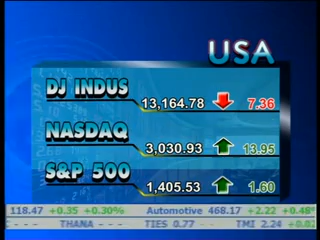 USA
DJ INDUS 13,164.78 7.36
NASDAQ 3,030.93 13.95
S&P 500 1,405.53 1.60
118.47 +0.35 +0.30% Automotive 468.17 +2.22 +0.48%
C --- THANA --- TIES 0.77 --- TMI 2.24 +0.02